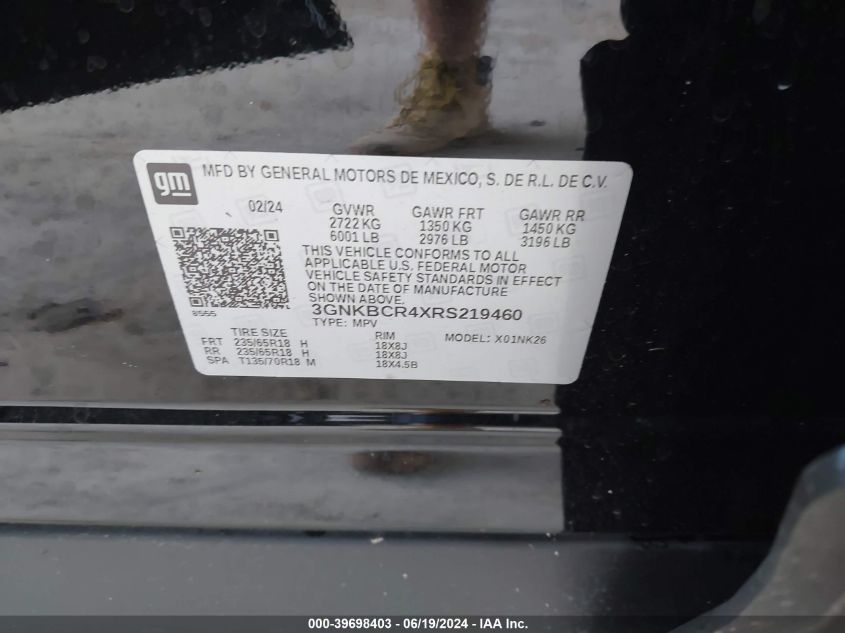 gm
MFD BY GENERAL MOTORS DE MEXICO, S. DE R.L. DE C.V.
02/24 GVWR GAWR FRT GAWR RR
2722 KG 1350 KG 1450 KG
6001 LB 2976 LB 3196 LB
THIS VEHICLE CONFORMS TO ALL
APPLICABLE U.S. FEDERAL MOTOR
VEHICLE SAFETY STANDARDS IN EFFECT
ON THE DATE OF MANUFACTURE
SHOWN ABOVE.
3GNKBCR4XRS219460
TYPE: MPV MODEL: X01NK26
TIRE SIZE RIM
FRT 235/65R18 H 18X8J
RR 235/65R18 H 18X8J
SPA T135/70R18 M 18X4.5B
000-39698403 - 06/19/2024 - IAA Inc.